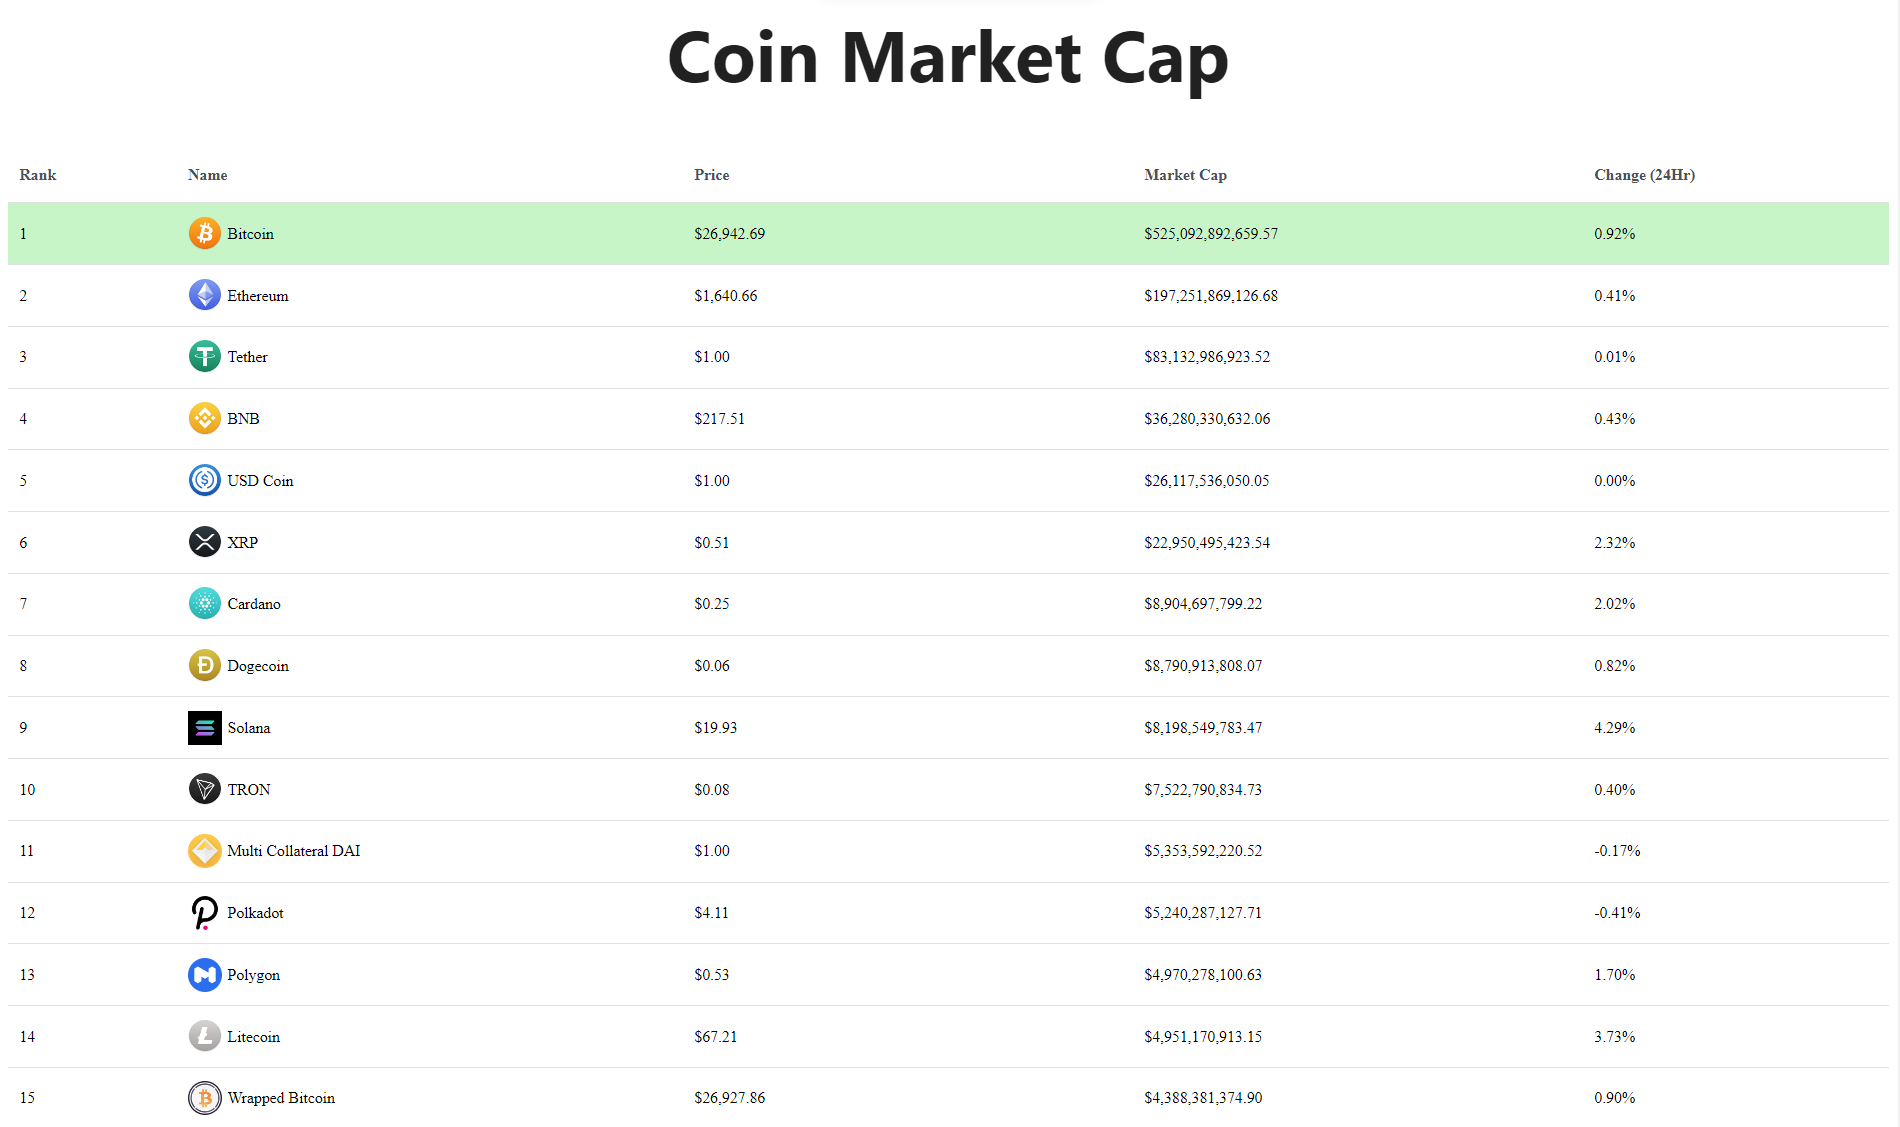 Coin Market Cap
Rank Name Price Market Cap Change (24Hr)
1 Bitcoin $26,942.69 $525,092,892,659.57 0.92%
2 Ethereum $1,640.66 $197,251,869,126.68 0.41%
3 Tether $1.00 $83,132,986,923.52 0.01%
4 BNB $217.51 $36,280,330,632.06 0.43%
5 USD Coin $1.00 $26,117,536,050.05 0.00%
6 XRP $0.51 $22,950,495,423.54 2.32%
7 Cardano $0.25 $8,904,697,799.22 2.02%
8 Dogecoin $0.06 $8,790,913,808.07 0.82%
9 Solana $19.93 $8,198,549,783.47 4.29%
10 TRON $0.08 $7,522,790,834.73 0.40%
11 Multi Collateral DAI $1.00 $5,353,592,220.52 -0.17%
12 Polkadot $4.11 $5,240,287,127.71 -0.41%
13 Polygon $0.53 $4,970,278,100.63 1.70%
14 Litecoin $67.21 $4,951,170,913.15 3.73%
15 Wrapped Bitcoin $26,927.86 $4,388,381,374.90 0.90%